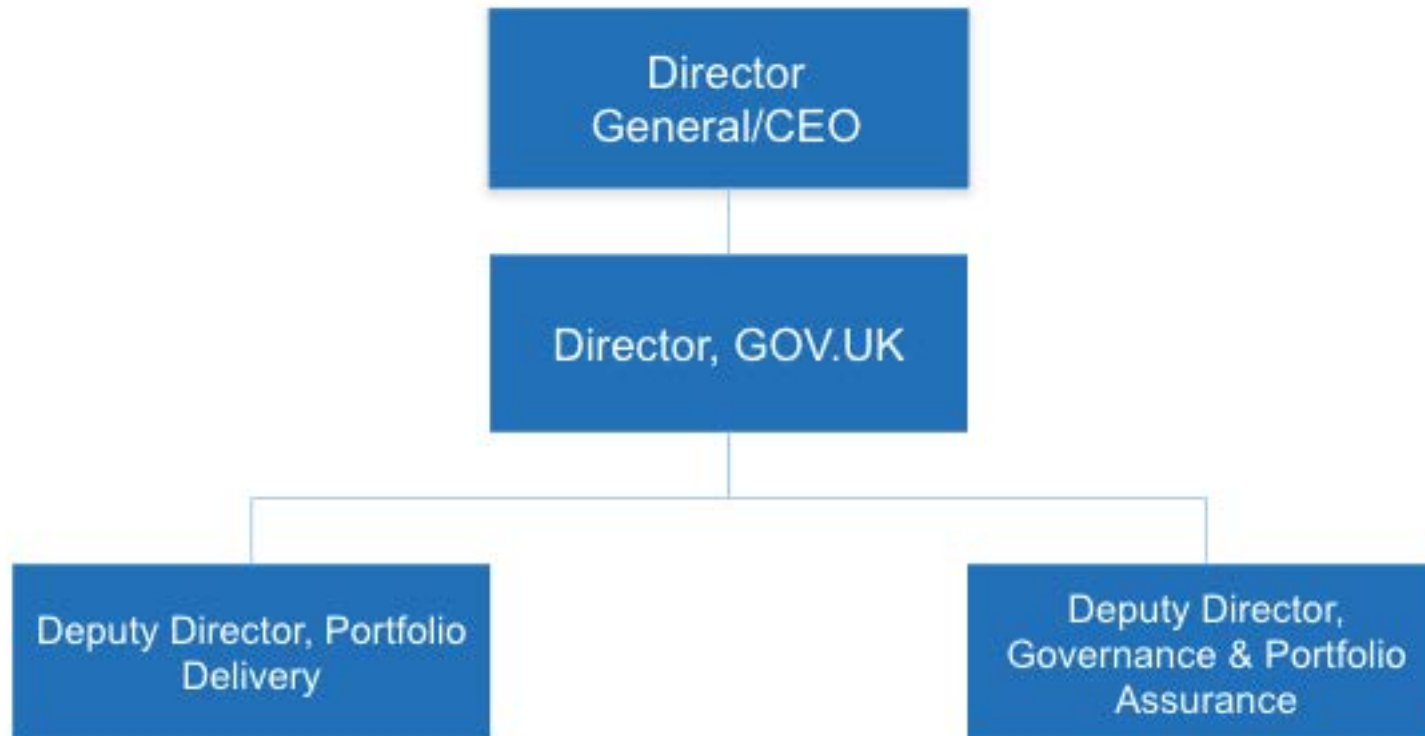 Director
General/CEO
Director, GOV.UK
Deputy Director, Portfolio
Delivery
Deputy Director,
Governance & Portfolio
Assurance